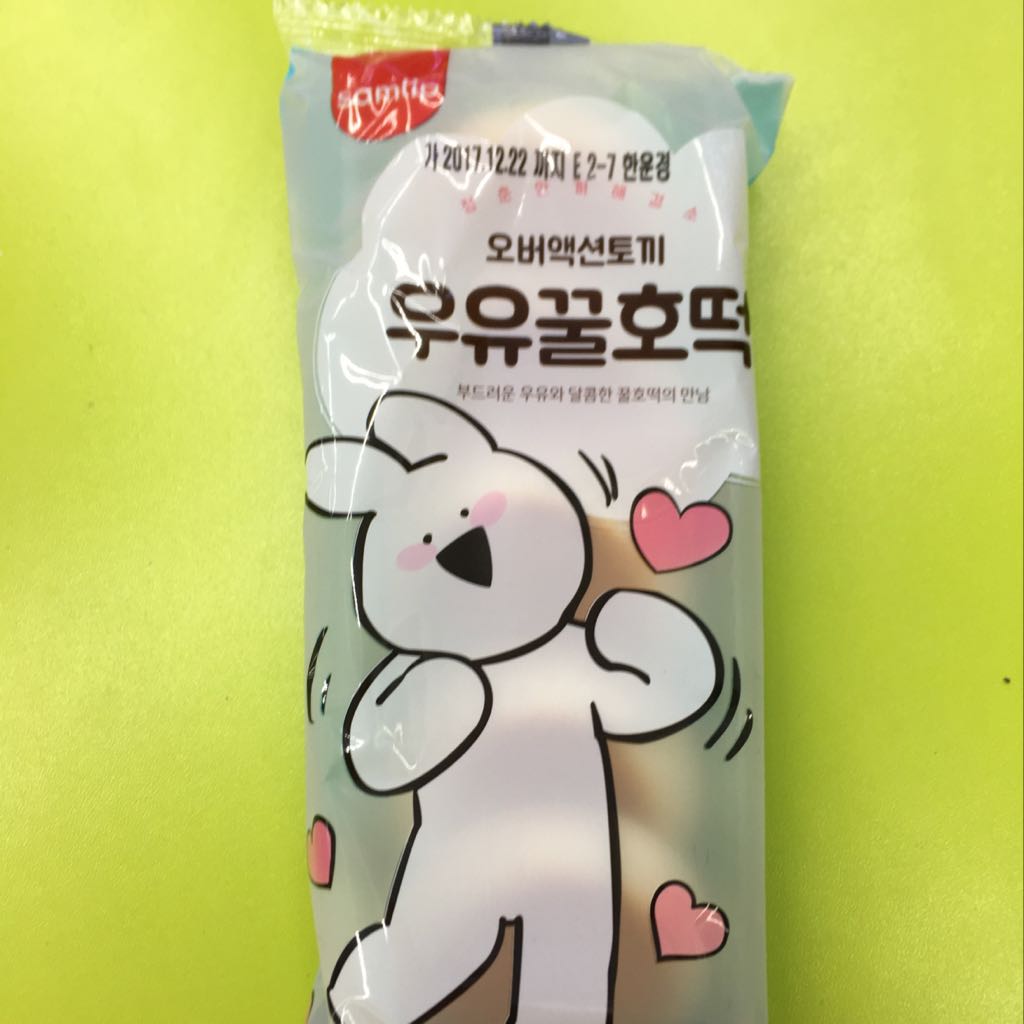 samlip
가 2017.12.22 까지 E 2-7 한윤경
오버액션토끼
우유꿀호떡
부드러운 우유와 달콤한 꿀호떡의 만남